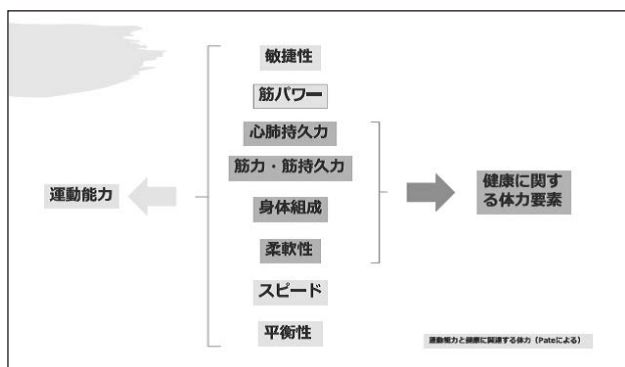 敏捷性
筋パワー
心肺持久力
筋力・筋持久力
運動能力
身体組成
健康に関す
る体力要素
柔軟性
スピード
平衡性
運動能力と健康に関連する体力（Pateによる）